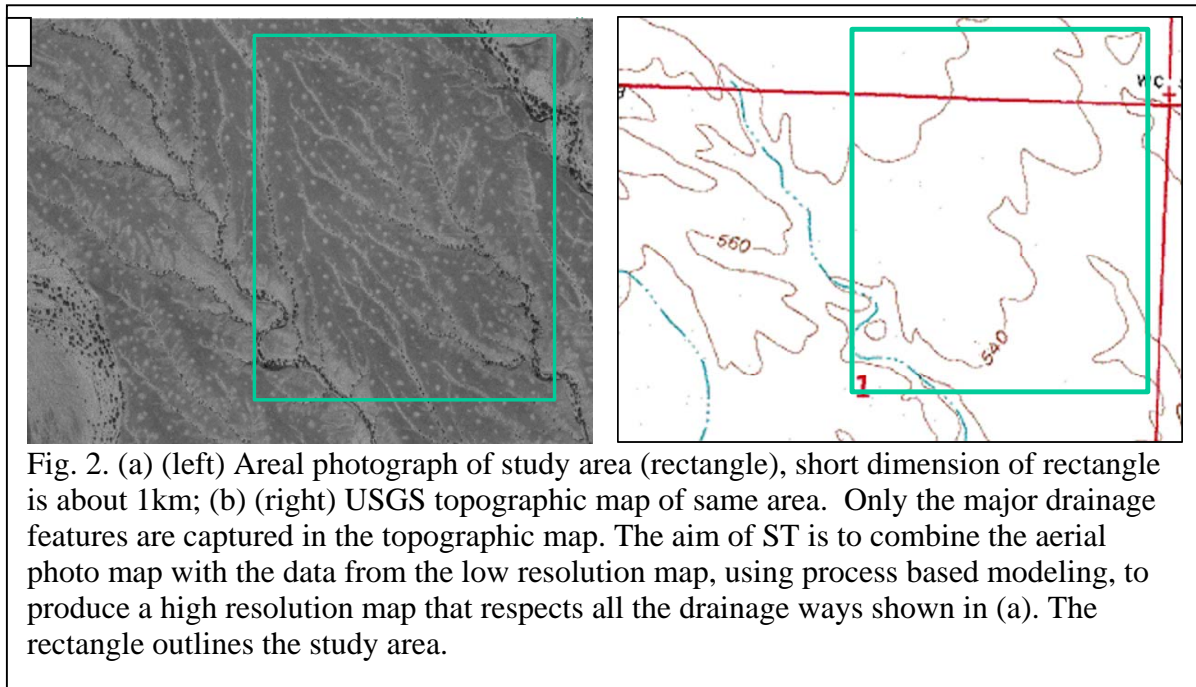 WC
560
540
1
Fig. 2. (a) (left) Areal photograph of study area (rectangle), short dimension of rectangle
is about 1km; (b) (right) USGS topographic map of same area. Only the major drainage
features are captured in the topographic map. The aim of ST is to combine the aerial
photo map with the data from the low resolution map, using process based modeling, to
produce a high resolution map that respects all the drainage ways shown in (a). The
rectangle outlines the study area.